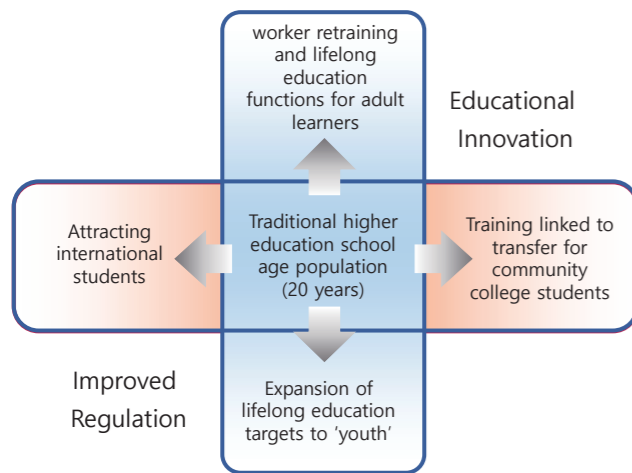 worker retraining
and lifelong
education
functions for adult
learners
Educational
Innovation
Attracting
international
students
Traditional higher
education school
age population
(20 years)
Training linked to
transfer for
community
college students
Improved
Regulation
Expansion of
lifelong education
targets to ‘youth’